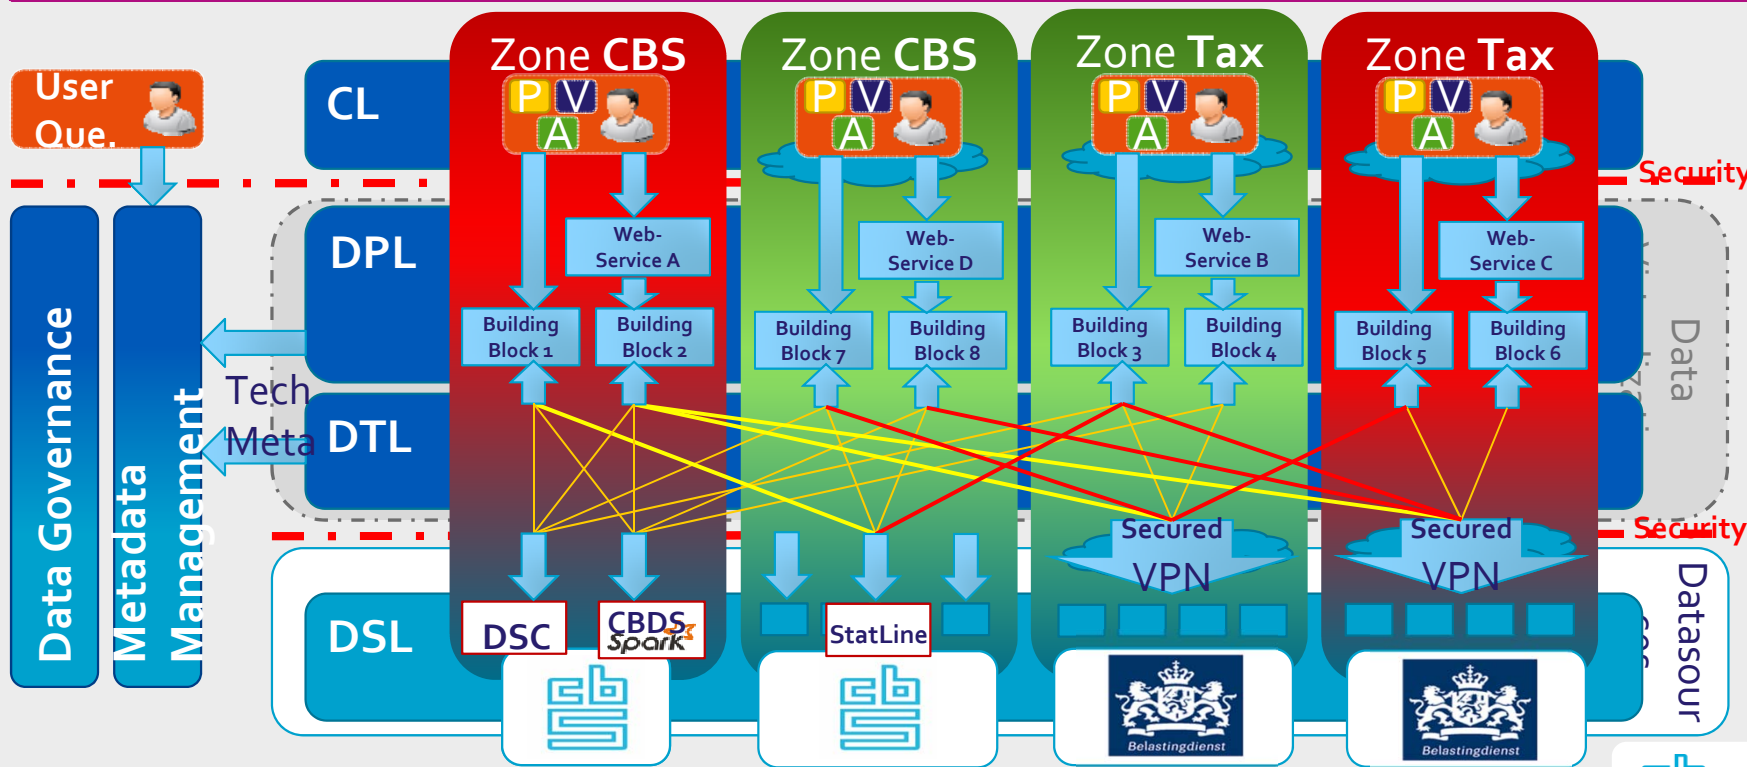 Zone CBS
Zone CBS
Zone Tax
Zone Tax
User
Que.
CL
P V
A
P V
A
P V
A
P V
A
Security
DPL
Web-
Service A
Web-
Service D
Web-
Service B
Web-
Service C
Building
Block 1
Building
Block 2
Building
Block 7
Building
Block 8
Building
Block 3
Building
Block 4
Building
Block 5
Building
Block 6
Data
Tech
Meta
DTL
Data Governance
Metadata
Management
Security
Secured
VPN
Secured
VPN
DSL
DSC
CBDS
Spark
StatLine
Datasour
cbs
cbs
Belastingdienst
Belastingdienst